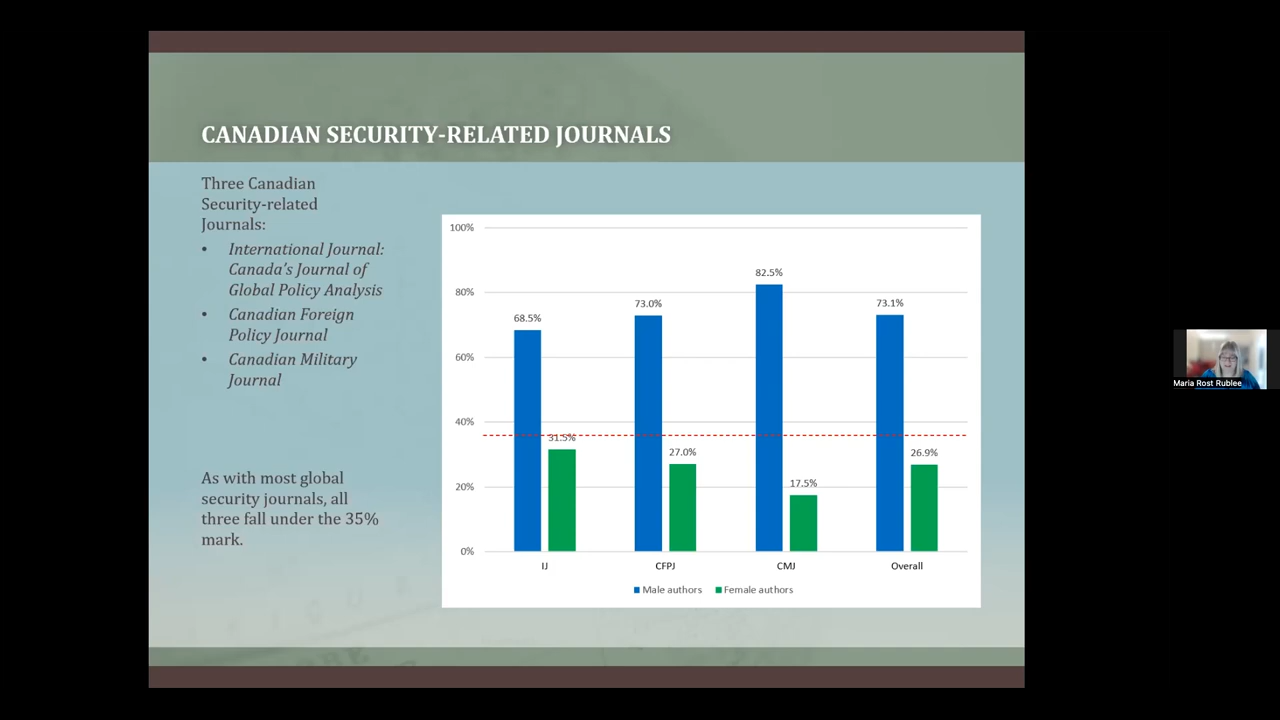 CANADIAN SECURITY-RELATED JOURNALS
Three Canadian
Security-related
Journals:
• International Journal:
Canada's Journal of
Global Policy Analysis
• Canadian Foreign
Policy Journal
• Canadian Military
Journal
As with most global
security journals, all
three fall under the 35%
mark.
100%
80%
60%
40%
20%
0%
68.5%
31.5%
73.0%
27.0%
82.5%
17.5%
73.1%
26.9%
IJ
CFPJ
CMJ
Overall
Male authors
Female authors
Maria Rost Rublee